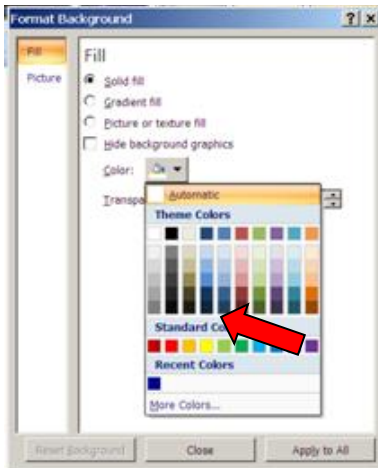 Format Background
Fill
Picture
Fill
Solid fill
Gradient fill
Picture or texture fill
Hide background graphics
Color:
Automatic
Transpa
Theme Colors
Standard Co
Recent Colors
More Colors...
Reset Background
Close
Apply to All